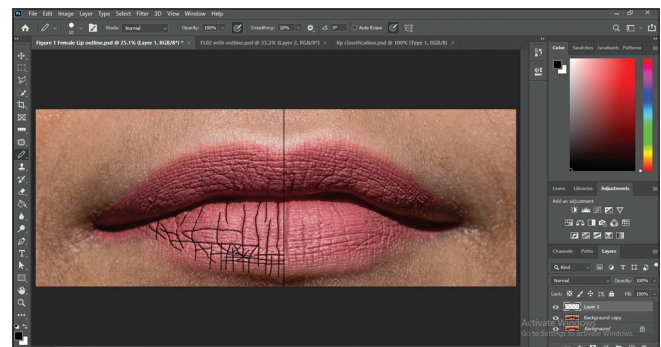 Ps File Edit Image Layer Type Select Filter 3D View Window Help
Mode: Normal Opacity: 100% Smoothing: 10% 0° Auto Erase
Figure 1 Female Lip outline.psd @ 25.1% (Layer 1, RGB/8*) * × FL02 with outline.psd @ 33.3% (Layer 2, RGB/8*) × lip classification.psd @ 100% (Type 1, RGB/8) ×
Color Swatches Gradients Patterns
Learn Libraries Adjustments
Add an adjustment
Channels Paths Layers
Kind
Normal Opacity: 100%
Lock: Fill: 100%
Layer 1
Background copy
Background
Activate Windows
Go to Settings to activate Windows.